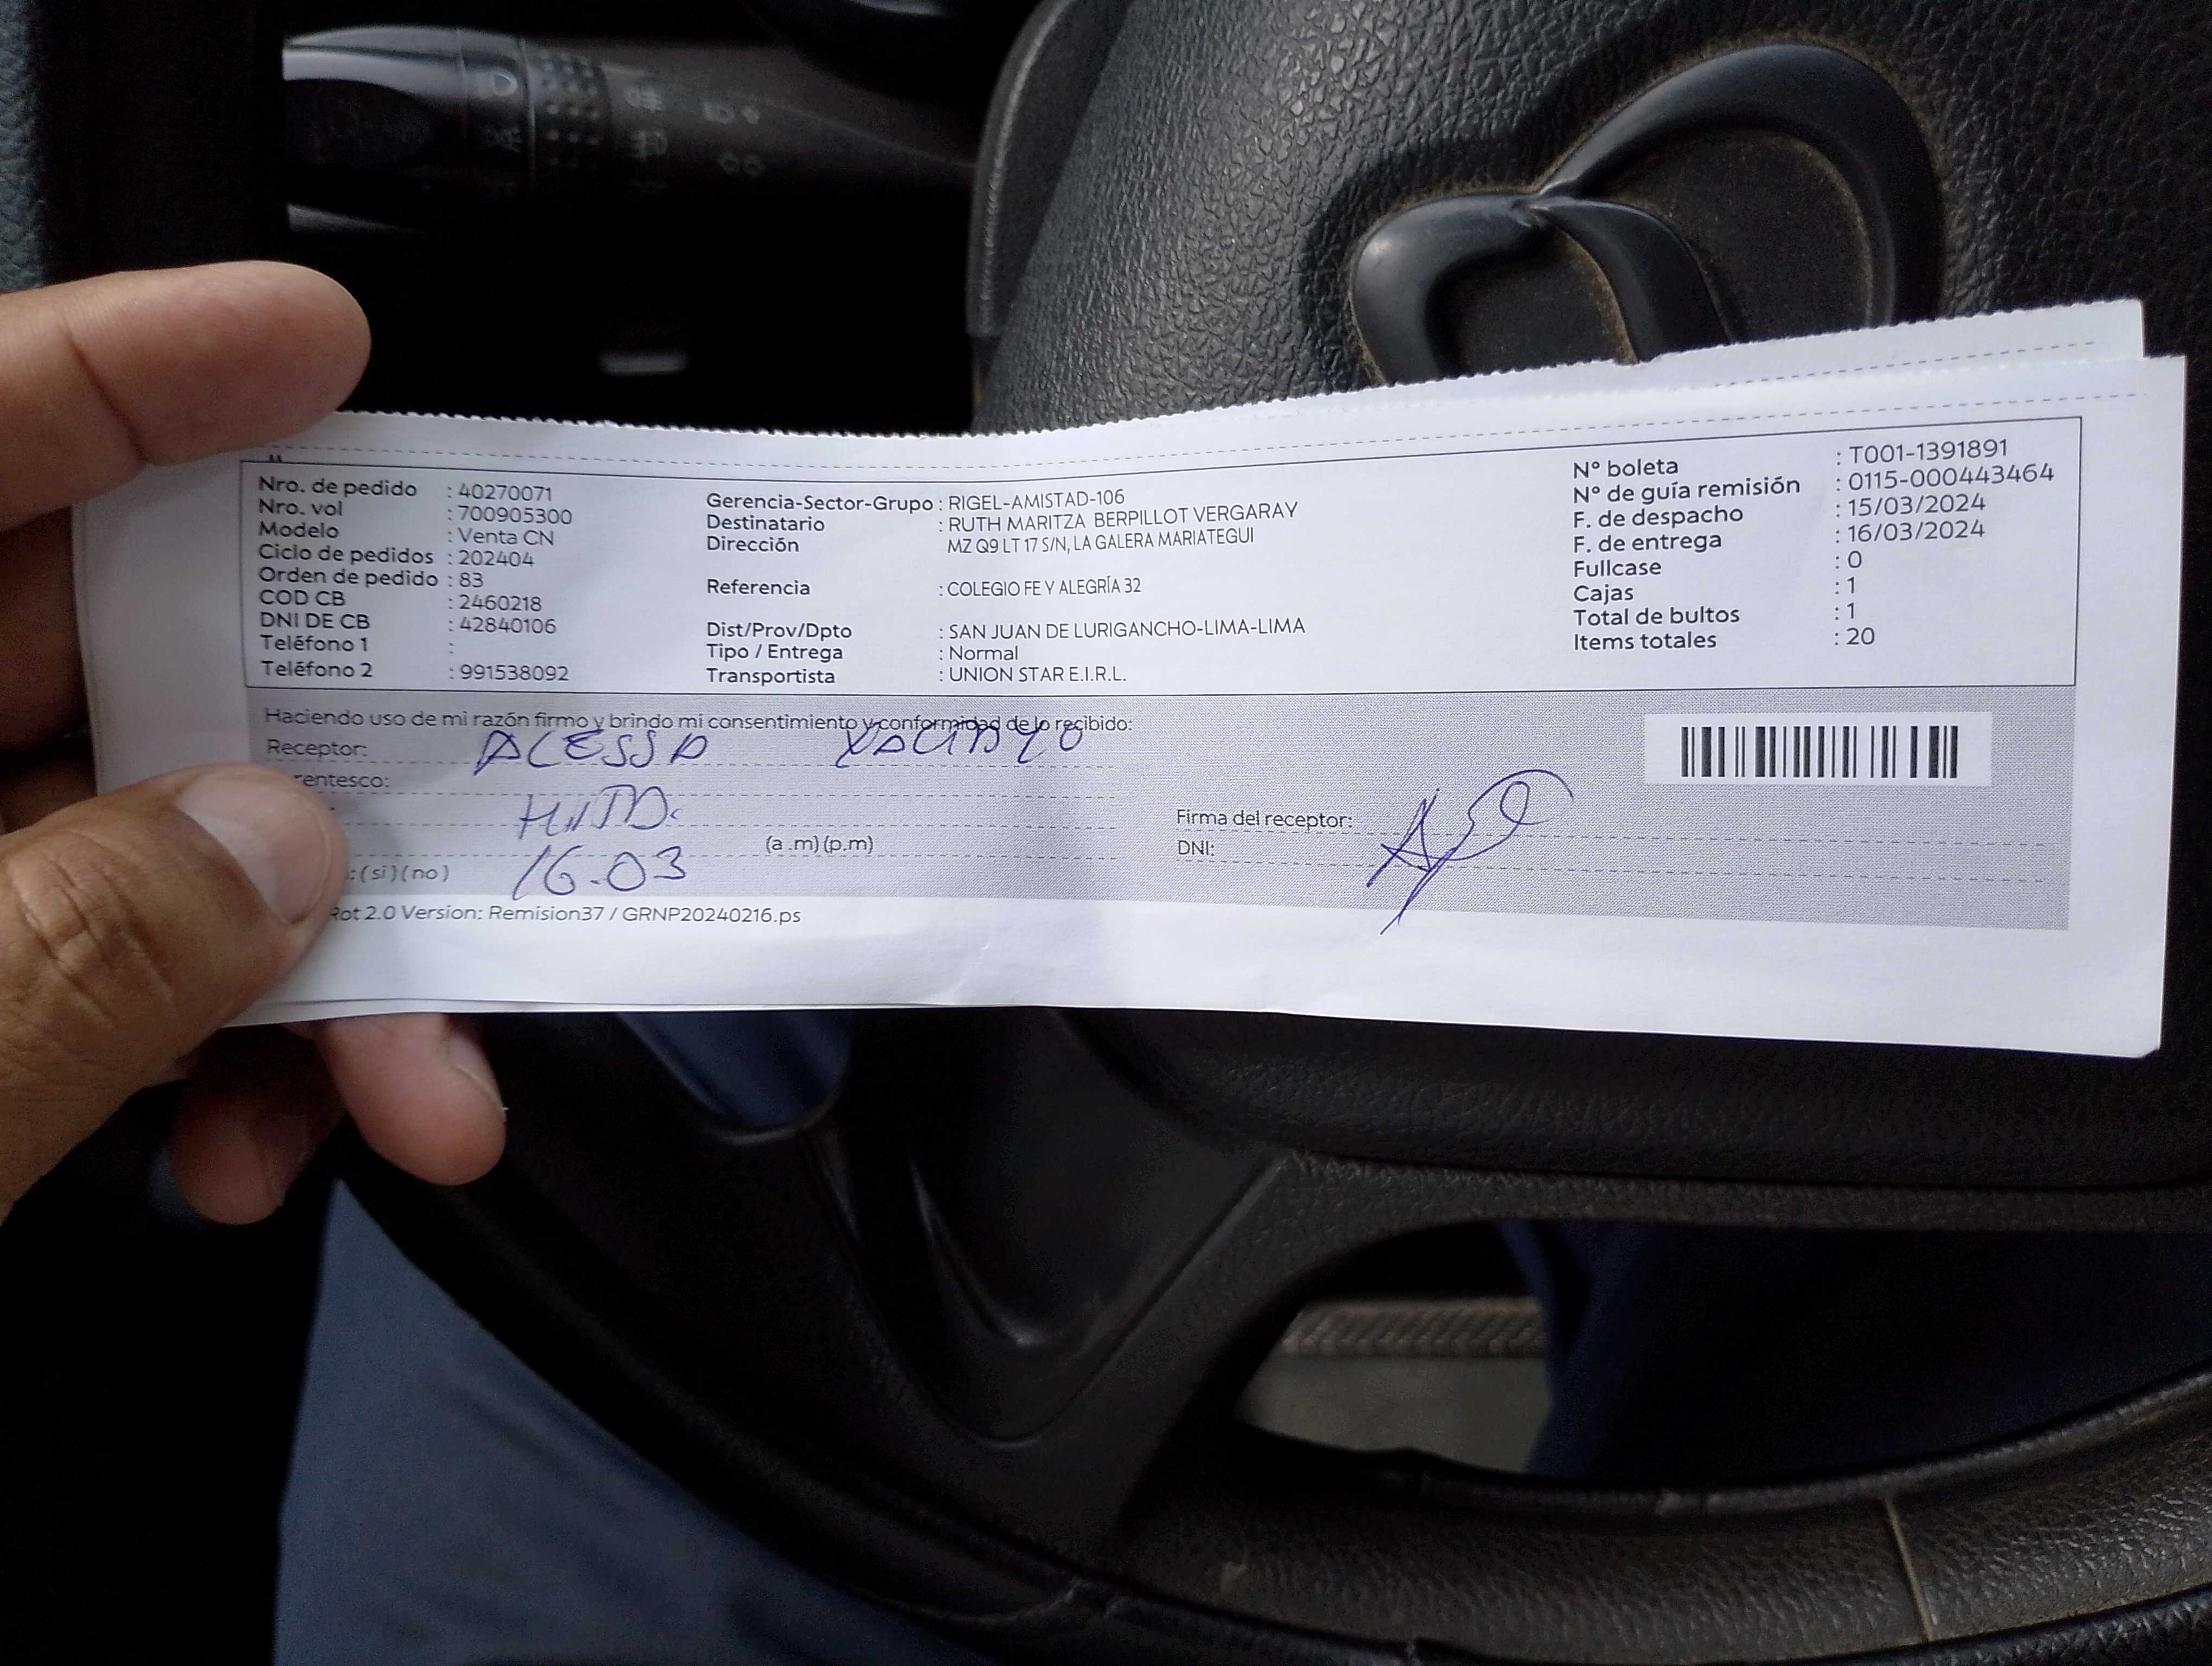 Nro. de pedido : 40270071
Nro. vol : 700905300
Modelo : Venta CN
Ciclo de pedidos : 202404
Orden de pedido : 83
COD CB : 2460218
DNI DE CB : 42840106
Teléfono 1 :
Teléfono 2 : 991538092
Gerencia-Sector-Grupo : RIGEL-AMISTAD-106
Destinatario : RUTH MARITZA BERPILLOT VERGARAY
Dirección MZ Q9 LT 17 S/N, LA GALERA MARIATEGUI
Referencia : COLEGIO FE Y ALEGRÍA 32
Dist/Prov/Dpto : SAN JUAN DE LURIGANCHO-LIMA-LIMA
Tipo / Entrega : Normal
Transportista : UNION STAR E.I.R.L.
N° boleta : T001-1391891
N° de guía remisión : 0115-000443464
F. de despacho : 15/03/2024
F. de entrega : 16/03/2024
Fullcase : 0
Cajas : 1
Total de bultos : 1
Items totales : 20
Haciendo uso de mi razón firmo y brindo mi consentimiento y conformidad de lo recibido:
Receptor: ALESSA
rentesco:
(a .m) (p.m)
: (si) (no) 16.03
Firma del receptor:
DNI:
Rot 2.0 Version: Remision37 / GRNP20240216.ps